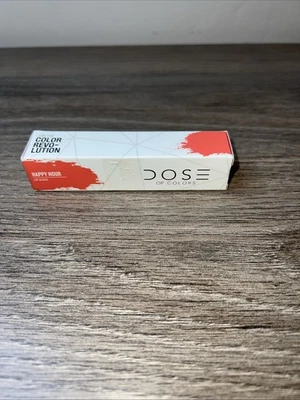 COLOR
REVO-
LUTION
HAPPY HOUR
DOSE
OF COLORS